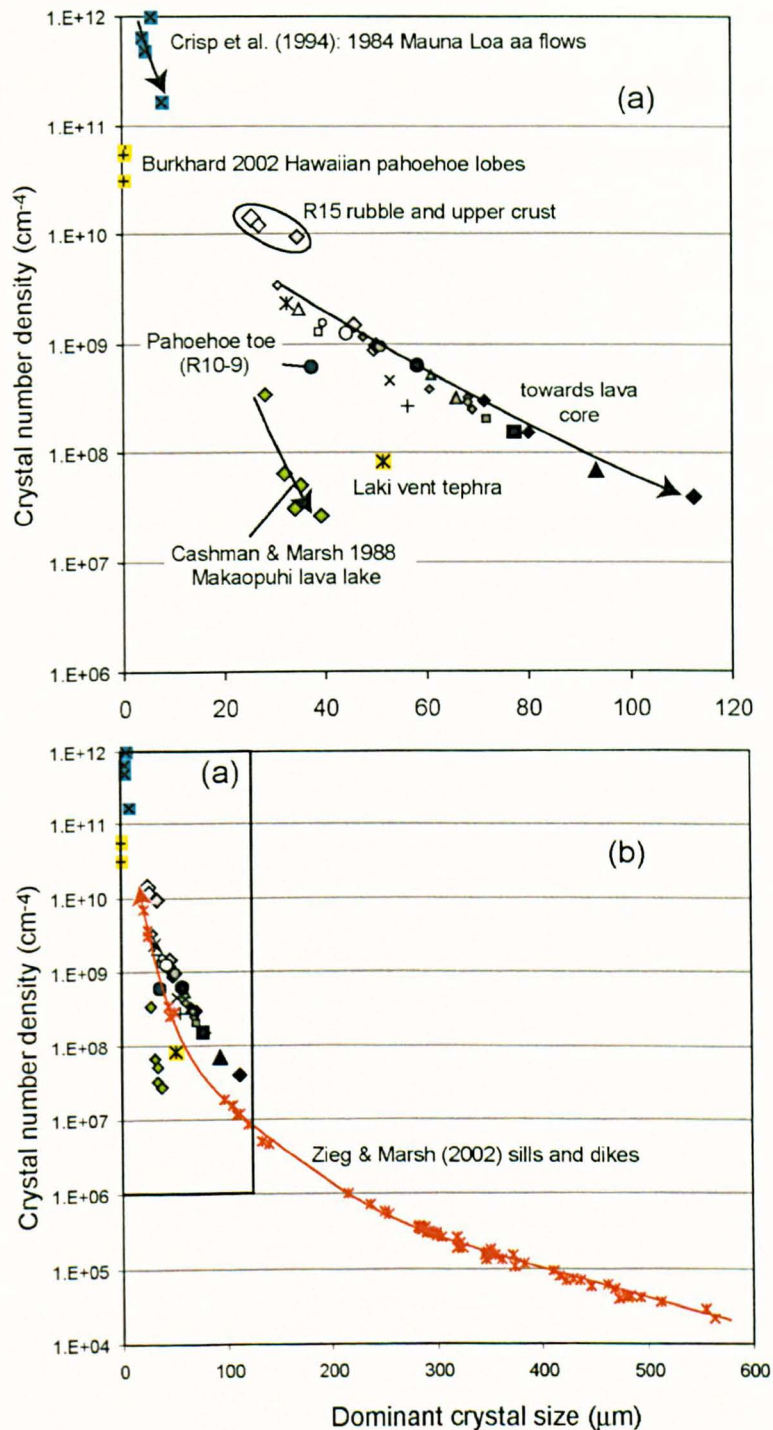 1.E+12
Crisp et al. (1994): 1984 Mauna Loa aa flows
(a)
1.E+11
Burkhard 2002 Hawaiian pahoehoe lobes
R15 rubble and upper crust
1.E+10
1.E+09
Pahoehoe toe
(R10-9)
towards lava
core
1.E+08
Laki vent tephra
Cashman & Marsh 1988
Makaopuhi lava lake
1.E+07
1.E+06
Crystal number density (cm-4)
0 20 40 60 80 100 120
1.E+12
(a)
1.E+11
(b)
1.E+10
1.E+09
1.E+08
1.E+07
Zieg & Marsh (2002) sills and dikes
1.E+06
1.E+05
1.E+04
Crystal number density (cm-4)
0 100 200 300 400 500 600
Dominant crystal size (μm)